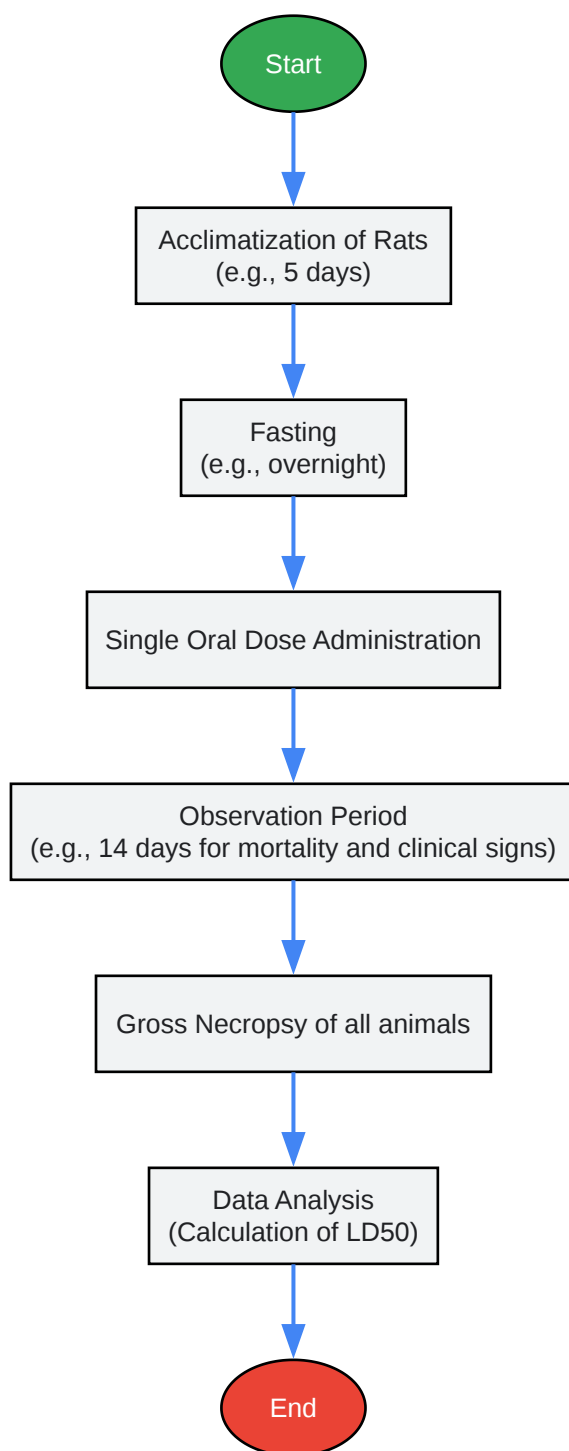 Start
Acclimatization of Rats
(e.g., 5 days)
Fasting
(e.g., overnight)
Single Oral Dose Administration
Observation Period
(e.g., 14 days for mortality and clinical signs)
Gross Necropsy of all animals
Data Analysis
(Calculation of LD50)
End